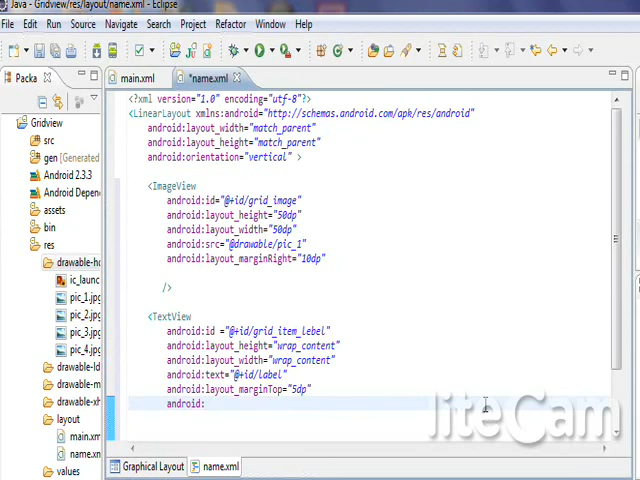 Java - Gridview/res/layout/name.xml - Eclipse
File Edit Run Source Navigate Search Project Refactor Window Help
Packa
main.xml
*name.xml
Gridview
src
gen [Generated
Android 2.3.3
Android Depen
assets
bin
res
drawable-hd
ic_launc
pic_1.jpg
pic_2.jpg
pic_3.jpg
pic_4.jpg
drawable-ld
drawable-m
drawable-xh
layout
main.xm
name.xn
values
<?xml version="1.0" encoding="utf-8"?>
<LinearLayout xmlns:android="http://schemas.android.com/apk/res/android"
android:layout_width="match_parent"
android:layout_height="match_parent"
android:orientation="vertical" >
<ImageView
android:id="@+id/grid_image"
android:layout_height="50dp"
android:layout_width="50dp"
android:src="@drawable/pic_1"
android:layout_marginRight="10dp"
/>
<TextView
android:id ="@+id/grid_item_lebel"
android:layout_height="wrap_content"
android:layout_width="wrap_content"
android:text="@+id/label"
android:layout_marginTop="5dp"
android:
liteCam
Graphical Layout
name.xml